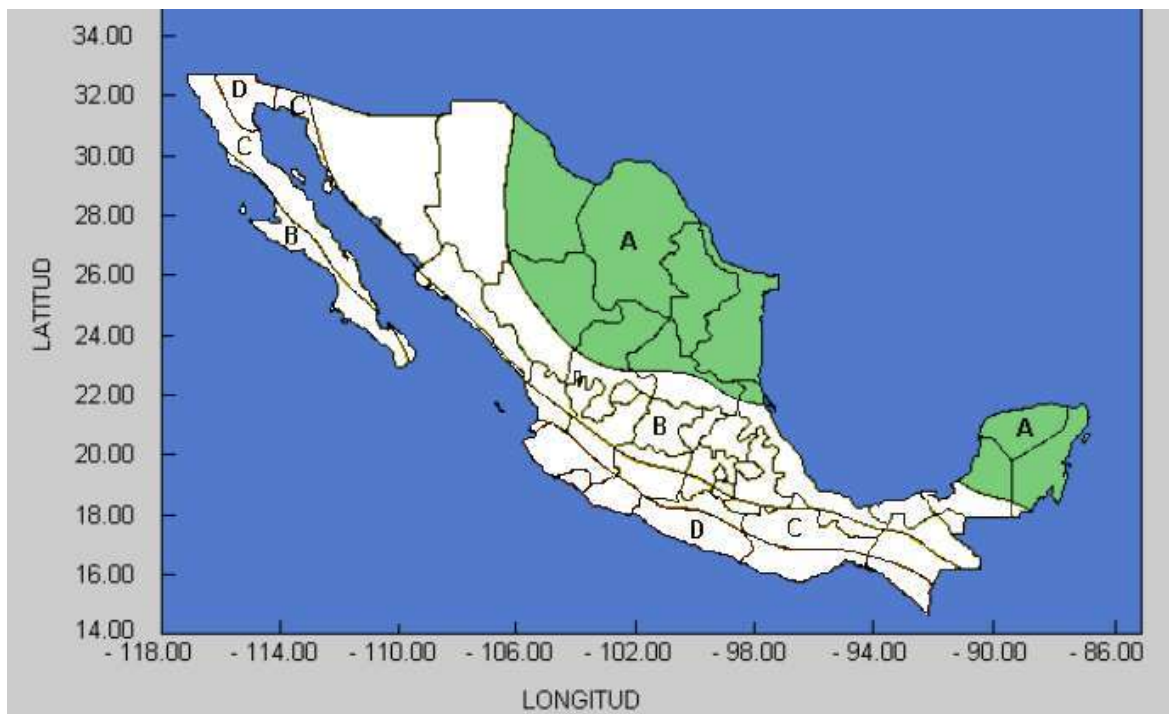 34.00
32.00
30.00
28.00
26.00
24.00
22.00
20.00
18.00
16.00
14.00
LATITUD
D
C
C
B
A
B
A
D
C
- 118.00 - 114.00 - 110.00 - 106.00 - 102.00 - 98.00 - 94.00 - 90.00 - 86.00
LONGITUD